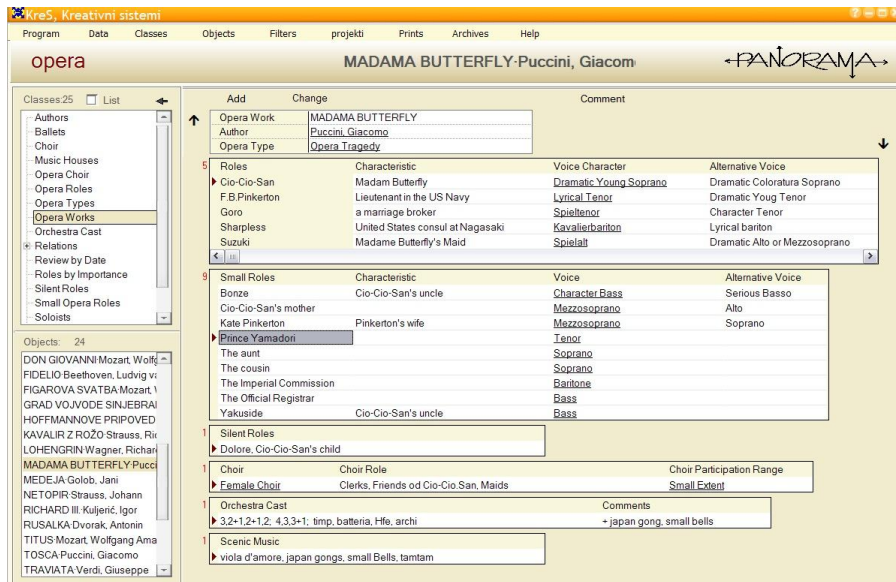 KreS, Kreativni sistemi
Program Data Classes Objects Filters projekti Prints Archives Help
opera MADAMA BUTTERFLY-Puccini, Giacom PANORAMA
Classes:25 List
Authors
Ballets
Choir
Music Houses
Opera Choir
Opera Roles
Opera Types
Opera Works
Orchestra Cast
Relations
Review by Date
Roles by Importance
Silent Roles
Small Opera Roles
Soloists
Objects: 24
DON GIOVANNI·Mozart, Wolfg
FIDELIO·Beethoven, Ludvig va
FIGAROVA SVATBA·Mozart, W
GRAD VOJVODE SINJEBRA
HOFFMANNOVE PRIPOVED
KAVALIR Z ROŽO·Strauss, Ric
LOHENGRIN·Wagner, Richar
MADAMA BUTTERFLY·Pucci
MEDEJA·Golob, Jani
NETOPIR·Strauss, Johann
RICHARD III.·Kuljerić, Igor
RUSALKA·Dvorak, Antonin
TITUS·Mozart, Wolfgang Ama
TOSCA·Puccini, Giacomo
TRAVIATA·Verdi, Giuseppe
Add Change Comment
Opera Work MADAMA BUTTERFLY
Author Puccini, Giacomo
Opera Type Opera Tragedy
5 Roles Characteristic Voice Character Alternative Voice
Cio-Cio-San Madam Butterfly Dramatic Young Soprano Dramatic Coloratura Soprano
F.B.Pinkerton Lieutenant in the US Navy Lyrical Tenor Dramatic Youg Tenor
Goro a marriage broker Spieltenor Character Tenor
Sharpless United States consul at Nagasaki Kavalierbariton Lyrical bariton
Suzuki Madame Butterfly's Maid Spielalt Dramatic Alto or Mezzosoprano
9 Small Roles Characteristic Voice Alternative Voice
Bonze Cio-Cio-San's uncle Character Bass Serious Basso
Cio-Cio-San's mother Mezzosoprano Alto
Kate Pinkerton Pinkerton's wife Mezzosoprano Soprano
Prince Yamadori Tenor
The aunt Soprano
The cousin Soprano
The Imperial Commission Baritone
The Official Registrar Bass
Yakuside Cio-Cio-San's uncle Bass
1 Silent Roles
Dolore, Cio-Cio-San's child
1 Choir Choir Role Choir Participation Range
Female Choir Clerks, Friends od Cio-Cio.San, Maids Small Extent
1 Orchestra Cast Comments
3,2+1,2+1,2; 4,3,3+1; timp, batteria, Hfe, archi + japan gong, small bells
1 Scenic Music
viola d'amore, japan gongs, small Bells, tamtam